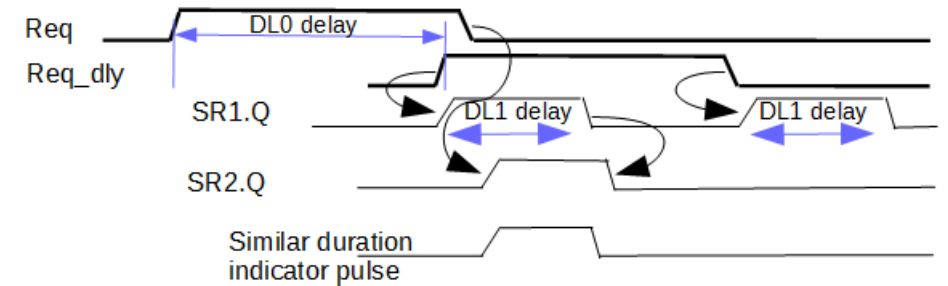 Req
DL0 delay
Req_dly
SR1.Q
DL1 delay
DL1 delay
SR2.Q
Similar duration
indicator pulse